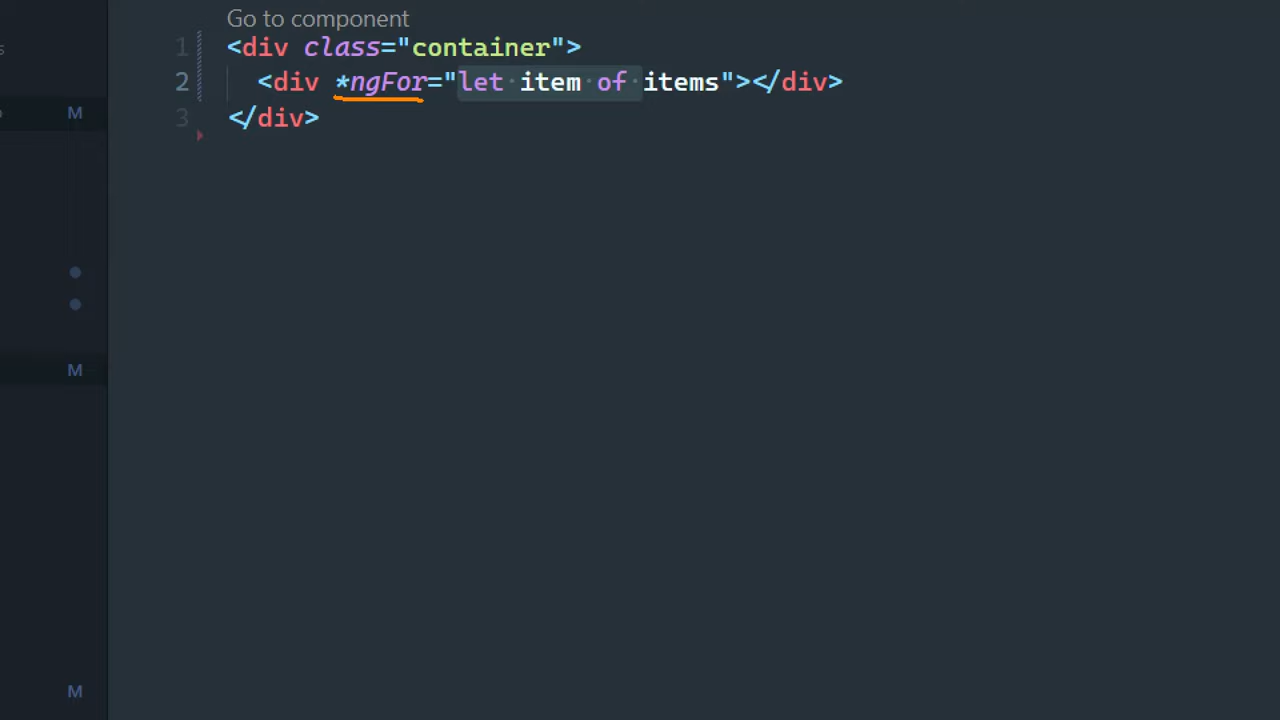 Go to component
1 <div class="container">
2 <div *ngFor="let item of items"></div>
3 </div>
M
M
M